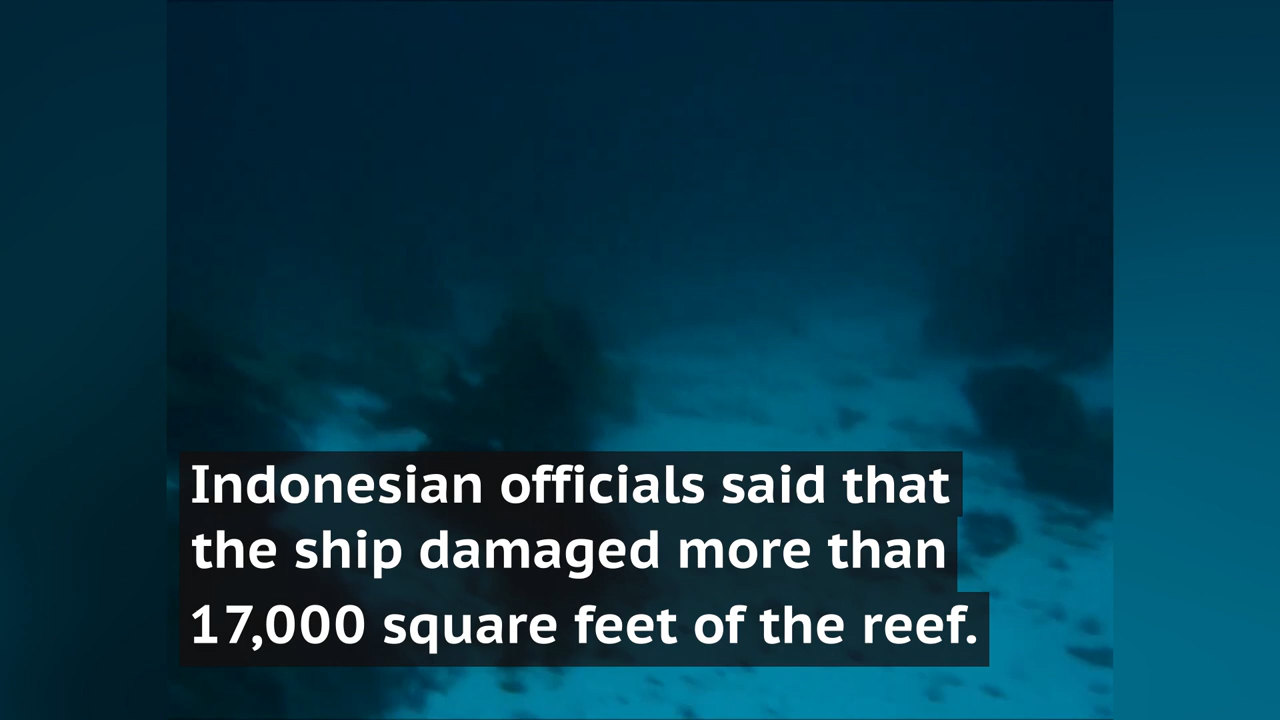 Indonesian officials said that
the ship damaged more than
17,000 square feet of the reef.